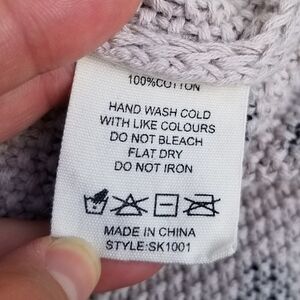 100%COTTON
HAND WASH COLD
WITH LIKE COLOURS
DO NOT BLEACH
FLAT DRY
DO NOT IRON
MADE IN CHINA
STYLE:SK1001